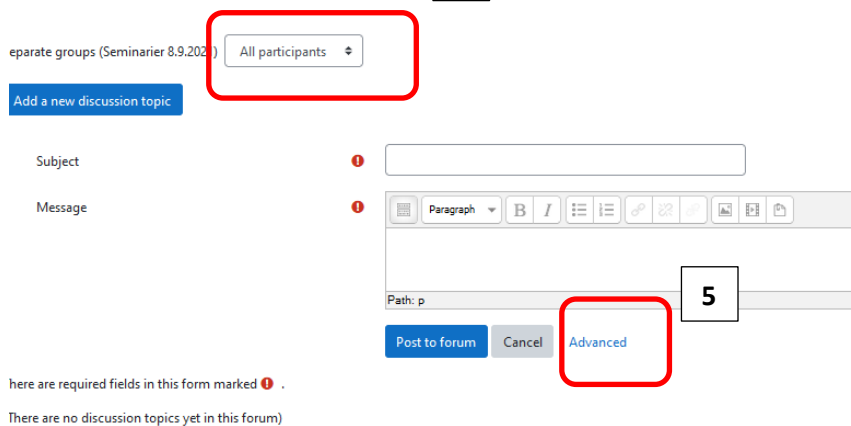 eparate groups (Seminarier 8.9.202 ) All participants
Add a new discussion topic
Subject
Message
Paragraph B I
Path: p
5
Post to forum Cancel Advanced
here are required fields in this form marked .
There are no discussion topics yet in this forum)